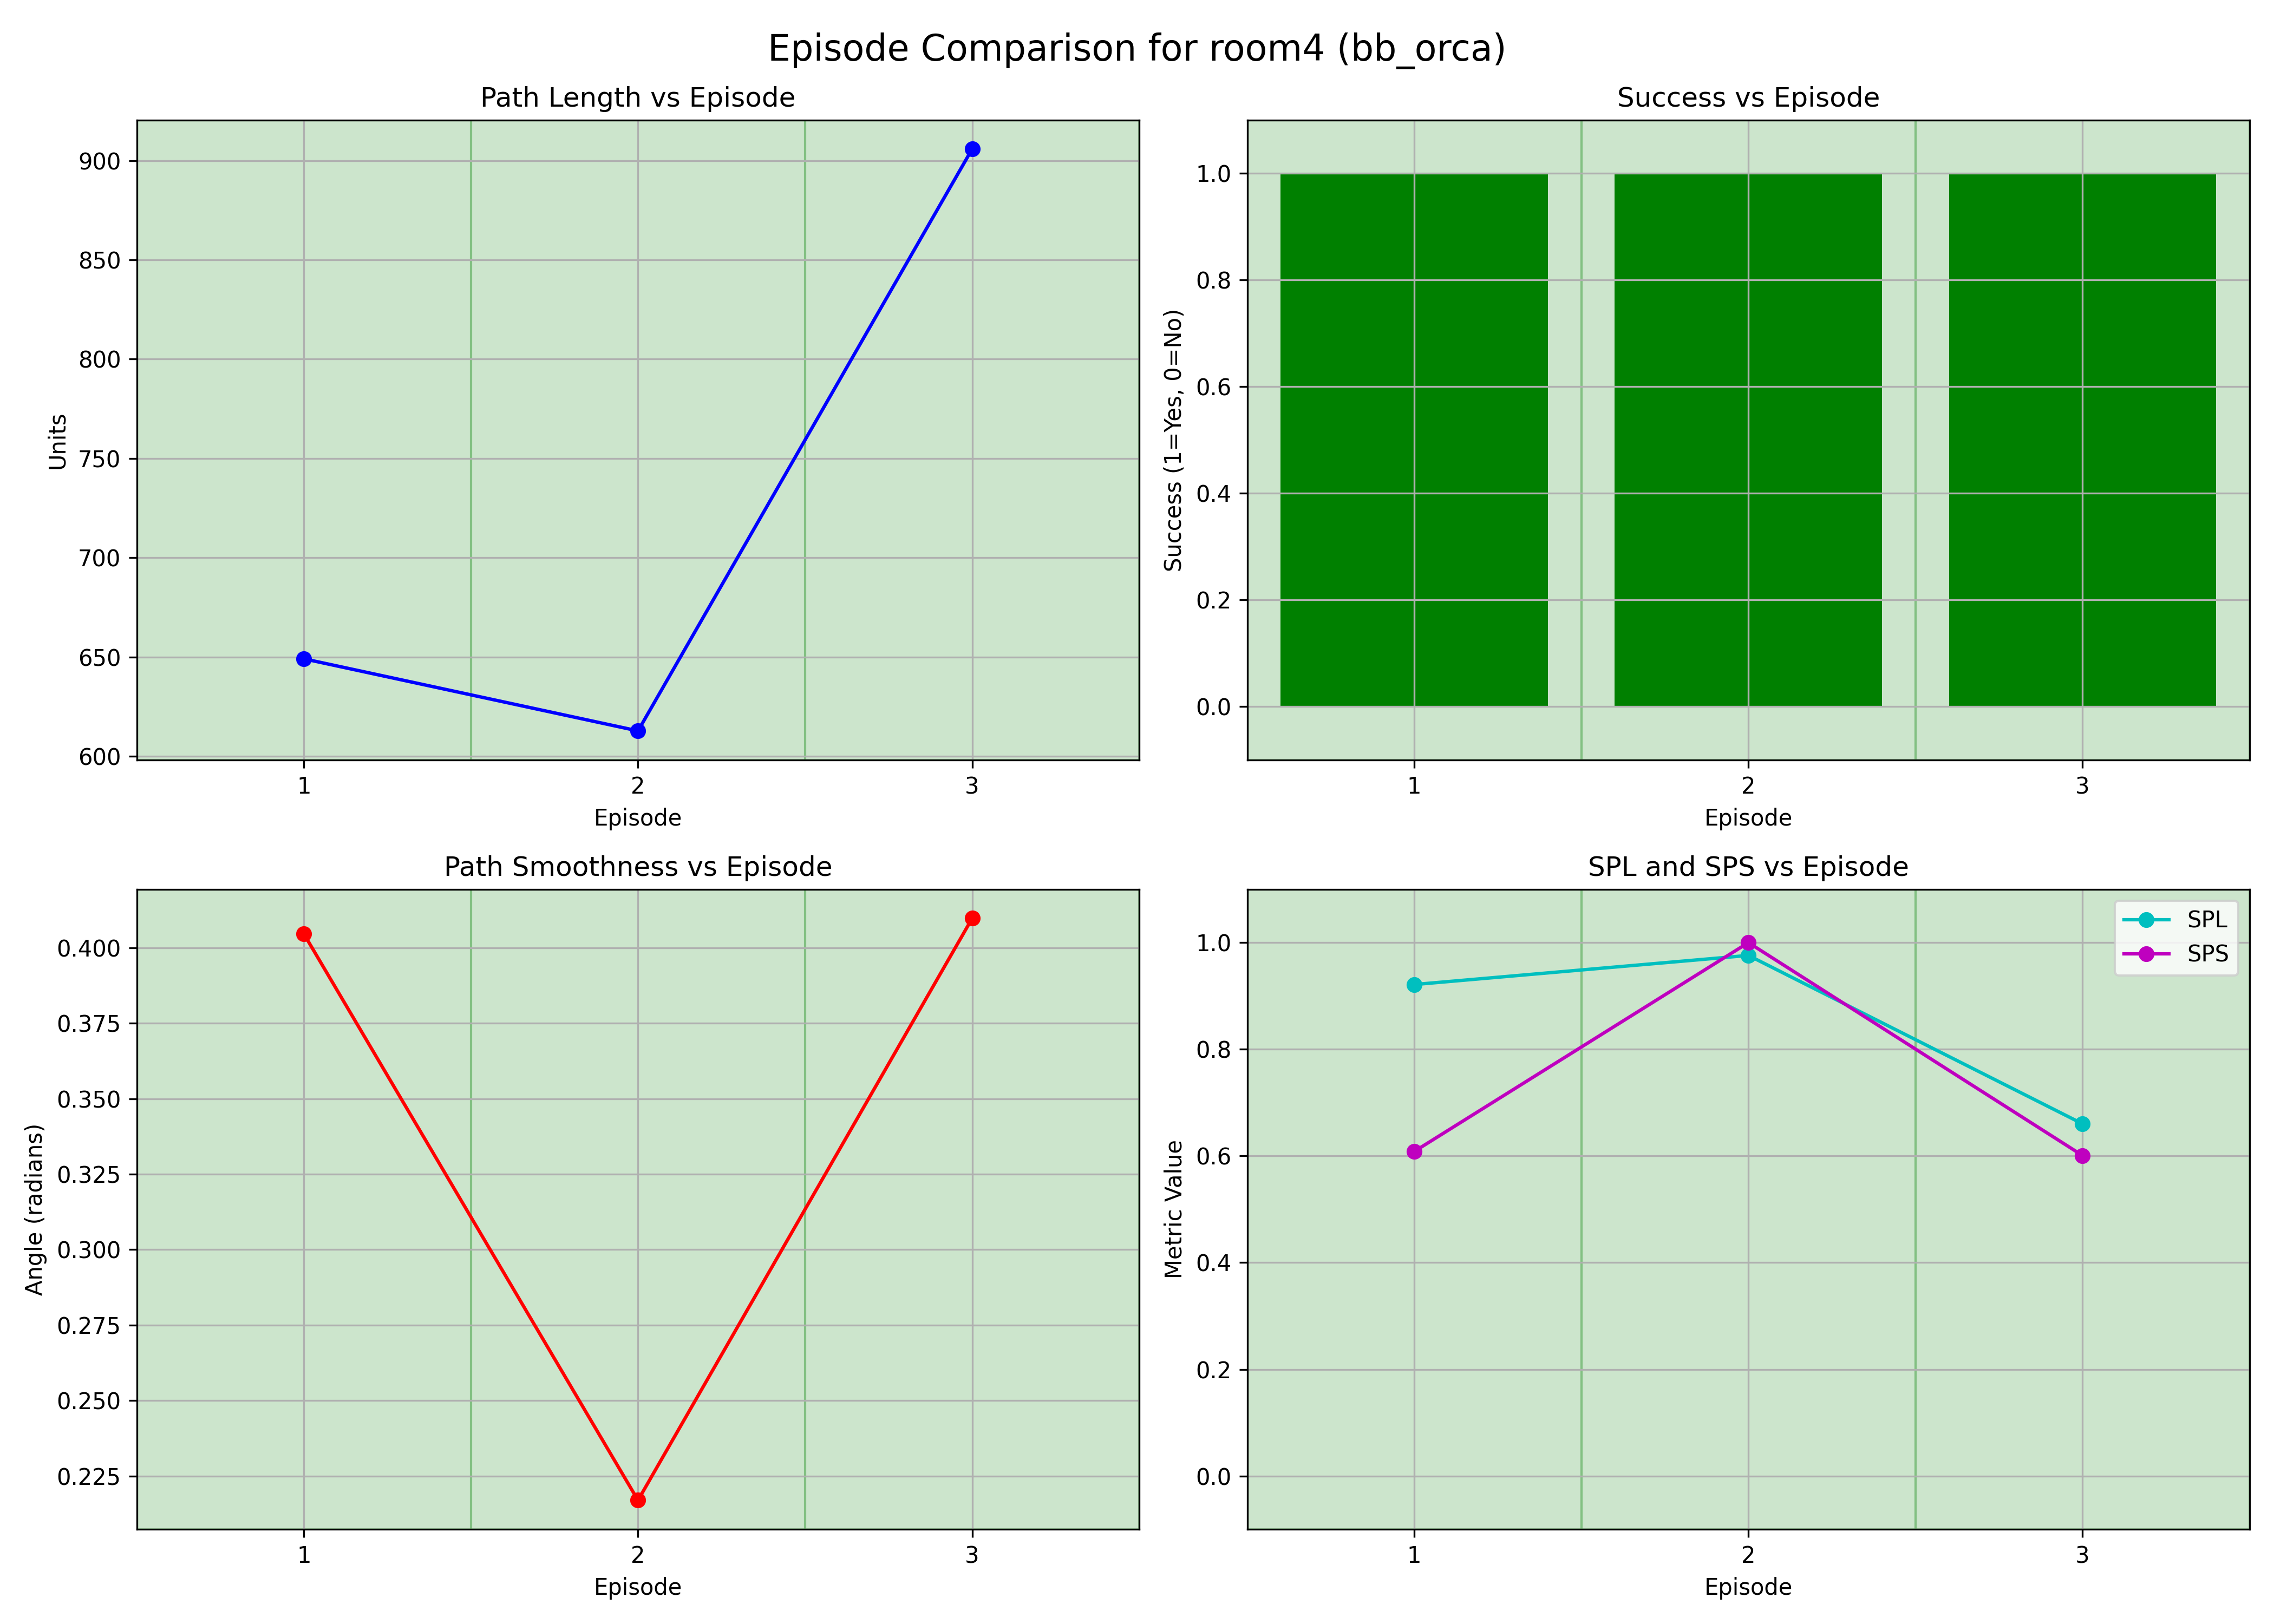 Episode Comparison for room4 (bb_orca)
Path Length vs Episode
900
850
800
750
700
650
600
Units
1 2 3
Episode
Success vs Episode
1.0
0.8
0.6
0.4
0.2
0.0
Success (1=Yes, 0=No)
1 2 3
Episode
Path Smoothness vs Episode
0.400
0.375
0.350
0.325
0.300
0.275
0.250
0.225
Angle (radians)
1 2 3
Episode
SPL and SPS vs Episode
SPL
SPS
1.0
0.8
0.6
0.4
0.2
0.0
Metric Value
1 2 3
Episode